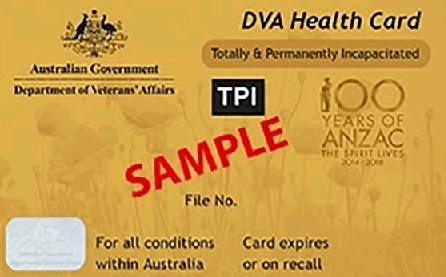 DVA Health Card
Totally & Permanently Incapacitated
Australian Government
Department of Veterans' Affairs
TPI
100
YEARS OF
ANZAC
THE SPIRIT LIVES
2014 | 2018
SAMPLE
File No.
For all conditions
within Australia
Card expires
or on recall